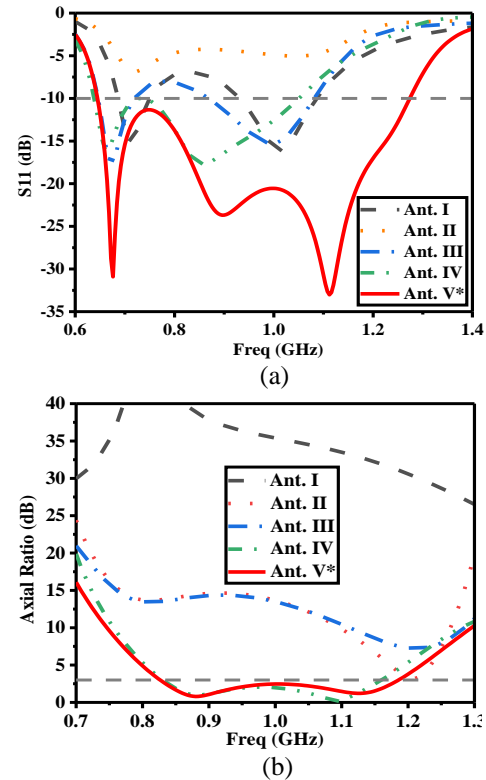 0
-5
-10
-15
-20
-25
-30
-35
S11 (dB)
Ant. I
Ant. II
Ant. III
Ant. IV
Ant. V*
0.6 0.8 1.0 1.2 1.4
Freq (GHz)
(a)
40
35
30
25
20
15
10
5
0
Axial Ratio (dB)
Ant. I
Ant. II
Ant. III
Ant. IV
Ant. V*
0.7 0.8 0.9 1.0 1.1 1.2 1.3
Freq (GHz)
(b)